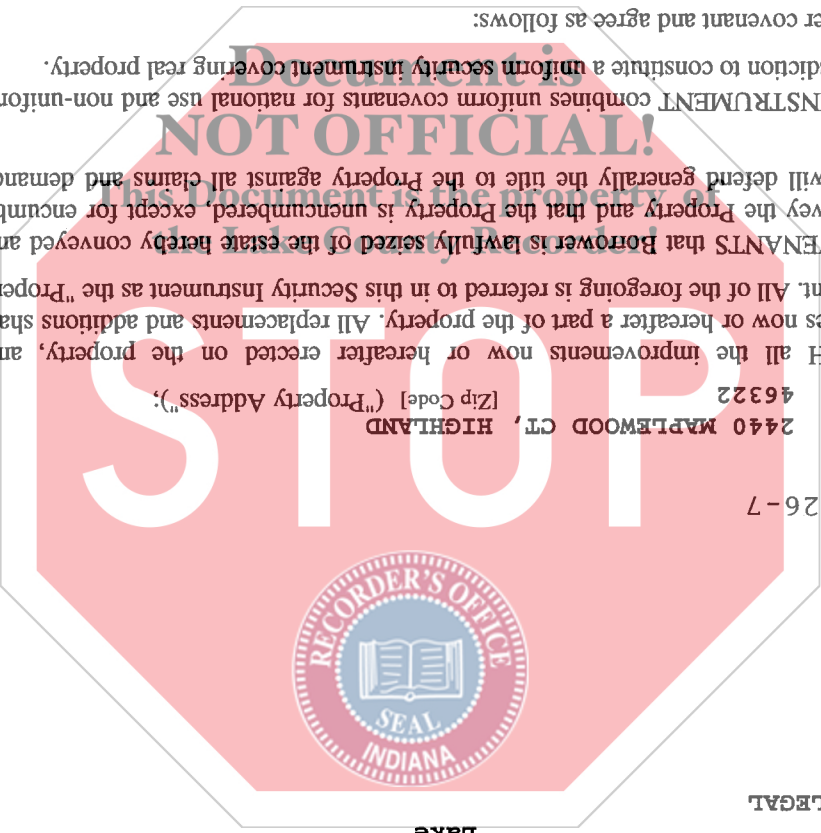 Lake
LEGAL
26-7
2440 MAPLEWOOD CT, HIGHLAND
46322 [Zip Code] ("Property Address");
H all the improvements now or hereafter erected on the property, an
es now or hereafter a part of the property. All replacements and additions sha
nt. All of the foregoing is referred to in this Security Instrument as the "Proper
VENANTS that Borrower is lawfully seized of the estate hereby conveyed an
vey the Property and that the Property is unencumbered, except for encumb
will defend generally the title to the Property against all claims and demand
INSTRUMENT combines uniform covenants for national use and non-unifor
diction to constitute a uniform security instrument covering real property.
er covenant and agree as follows:
Document is
NOT OFFICIAL!
This Document is the property of
the Lake County Recorder!
STOP
RECORDER'S OFFICE
SEAL
INDIANA